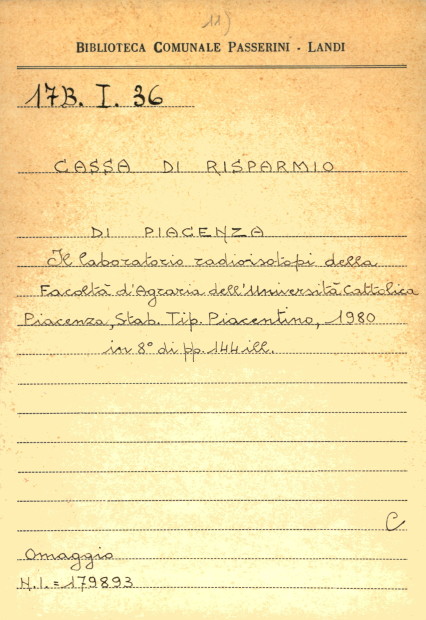 11)
BIBLIOTECA COMUNALE PASSERINI - LANDI
17B. I. 36
CASSA DI RISPARMIO
DI PIACENZA
Il laboratorio radioisotopi della
Facoltà d'Agraria dell'Università Cattolica
Piacenza, Stab. Tip. Piacentino, 1980
in 8° di pp. 144 ill.
C
Omaggio
N.I. = 179893